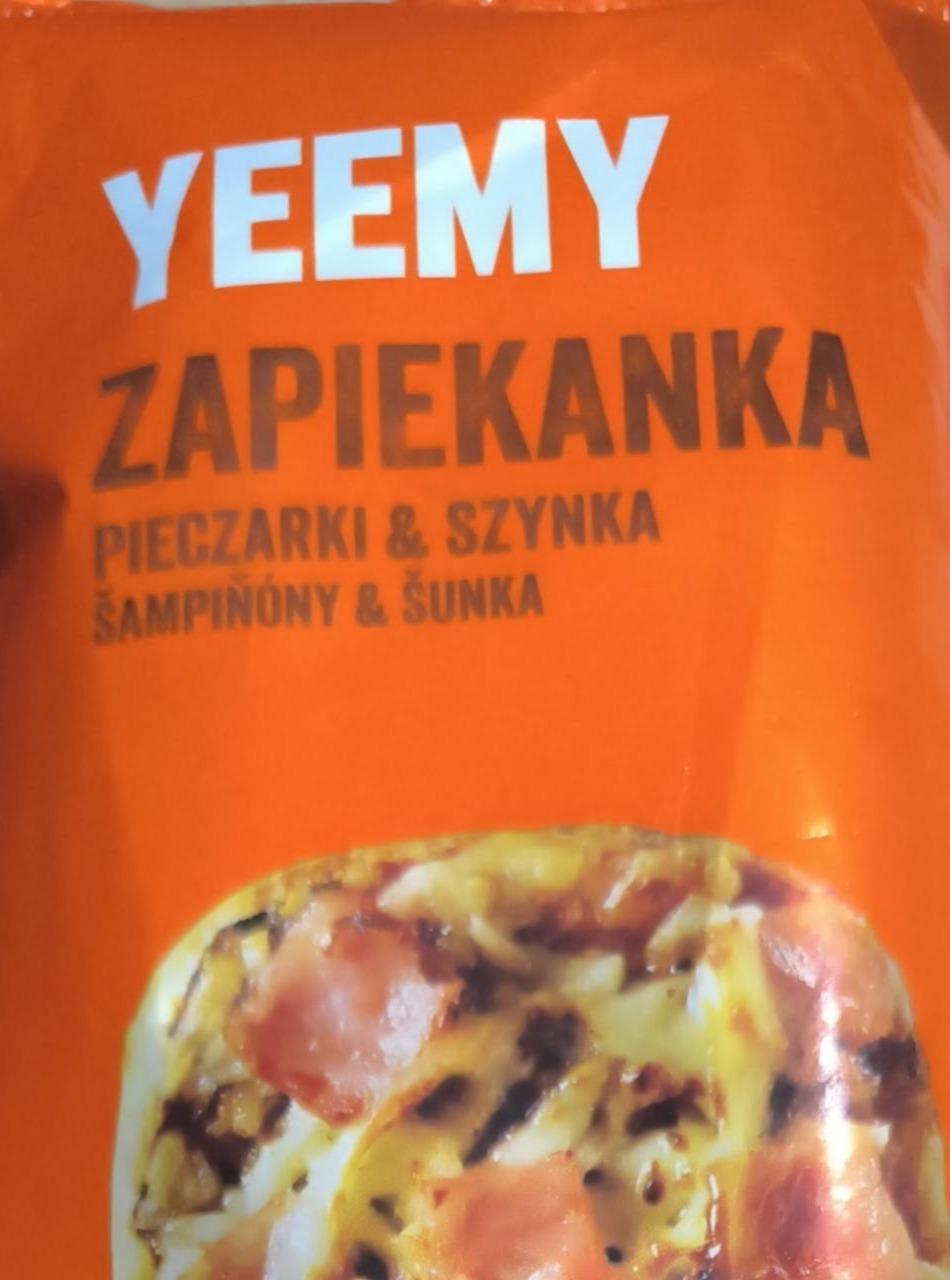 YEEMY
ZAPIEKANKA
PIECZARKI & SZYNKA
ŠAMPIŇÓNY & ŠUNKA